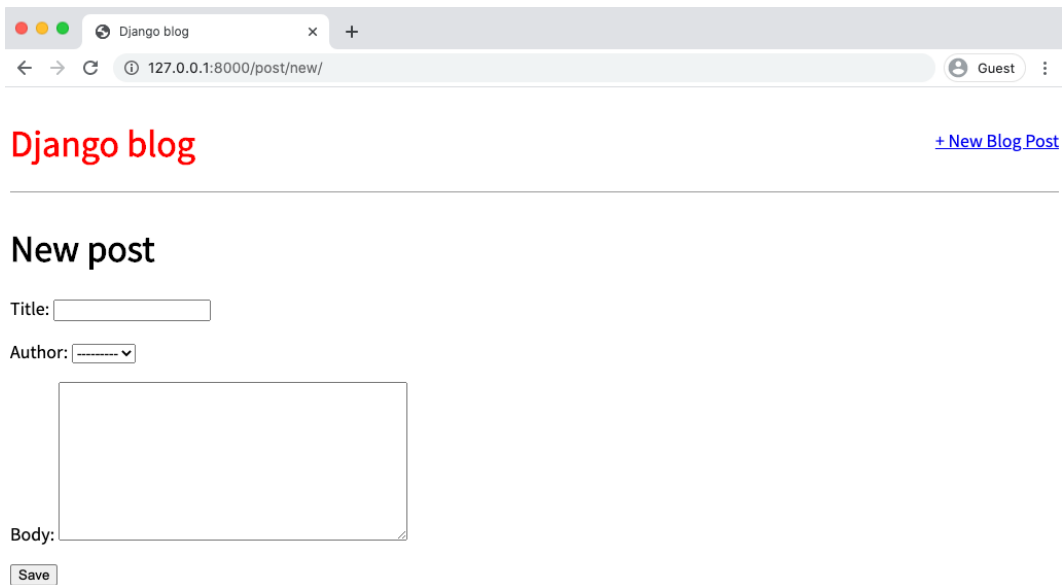 Django blog
127.0.0.1:8000/post/new/
Guest
Django blog
+ New Blog Post
New post
Title:
Author: ---------
Body:
Save